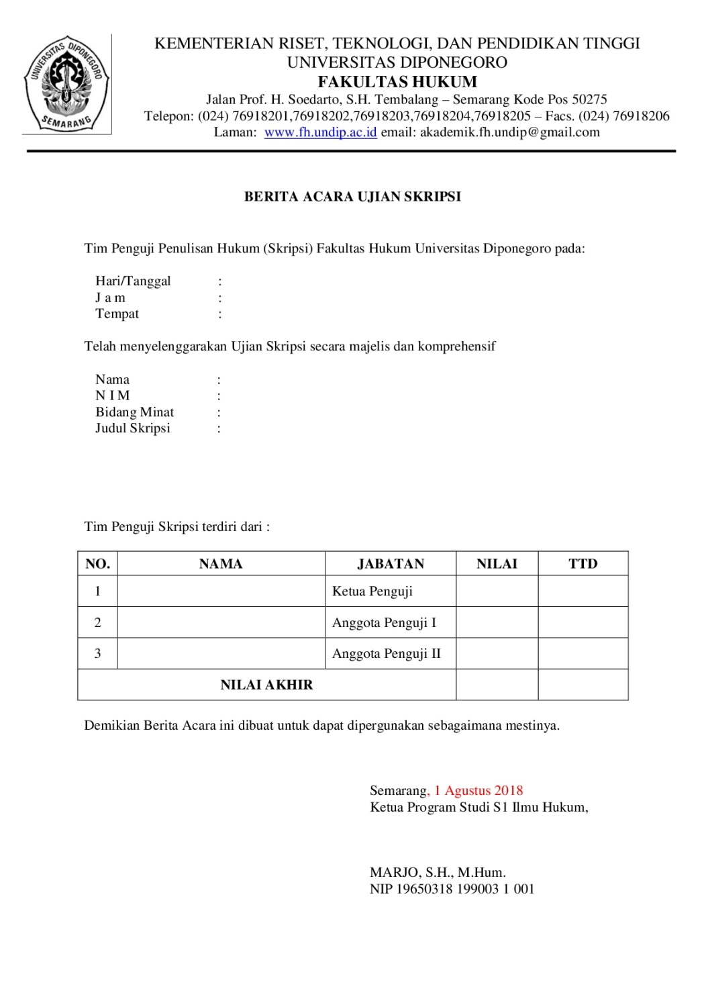 UNIVERSITAS DIPONEGORO
SEMARANG
KEMENTERIAN RISET, TEKNOLOGI, DAN PENDIDIKAN TINGGI
UNIVERSITAS DIPONEGORO
FAKULTAS HUKUM
Jalan Prof. H. Soedarto, S.H. Tembalang – Semarang Kode Pos 50275
Telepon: (024) 76918201,76918202,76918203,76918204,76918205 – Facs. (024) 76918206
Laman: www.fh.undip.ac.id email: akademik.fh.undip@gmail.com
BERITA ACARA UJIAN SKRIPSI
Tim Penguji Penulisan Hukum (Skripsi) Fakultas Hukum Universitas Diponegoro pada:
Hari/Tanggal :
J a m :
Tempat :
Telah menyelenggarakan Ujian Skripsi secara majelis dan komprehensif
Nama :
N I M :
Bidang Minat :
Judul Skripsi :
Tim Penguji Skripsi terdiri dari :
NO. NAMA JABATAN NILAI TTD
1 Ketua Penguji
2 Anggota Penguji I
3 Anggota Penguji II
NILAI AKHIR
Demikian Berita Acara ini dibuat untuk dapat dipergunakan sebagaimana mestinya.
Semarang, 1 Agustus 2018
Ketua Program Studi S1 Ilmu Hukum,
MARJO, S.H., M.Hum.
NIP 19650318 199003 1 001